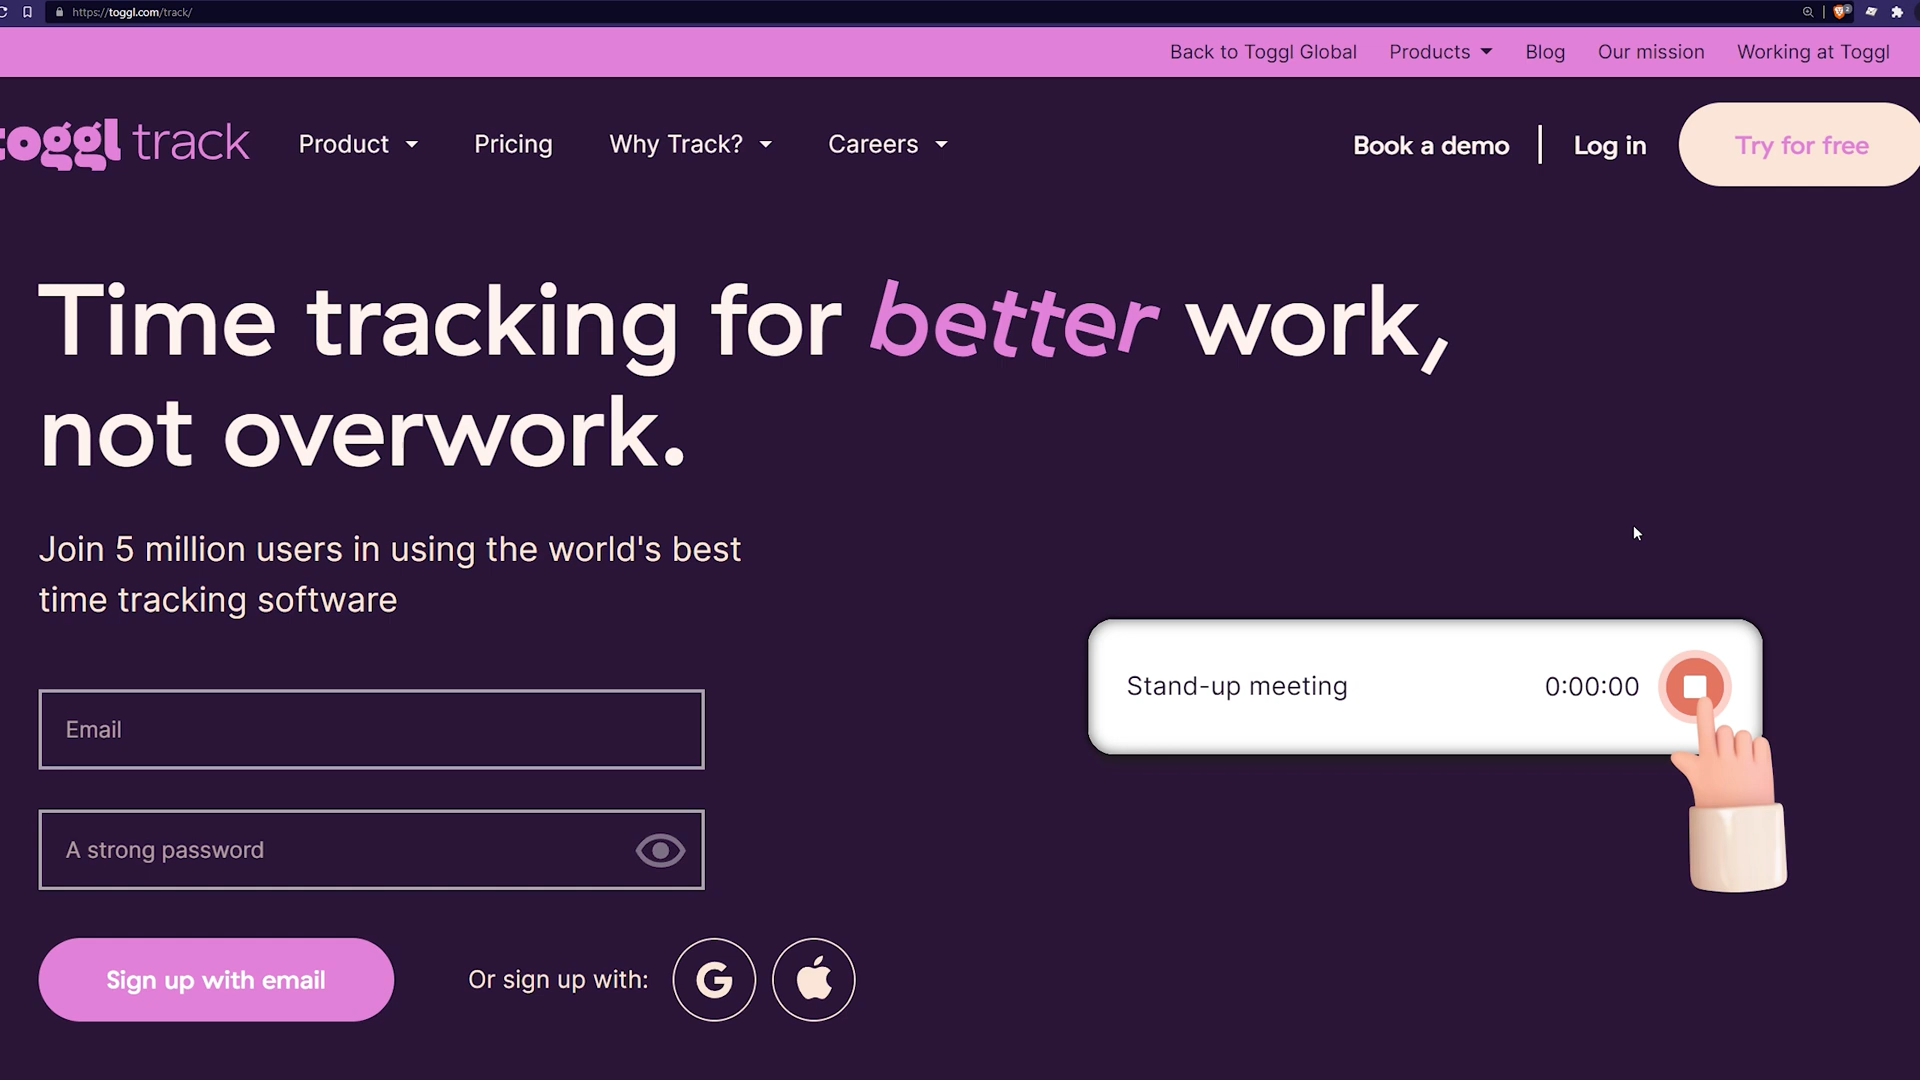 https://toggl.com/track/
2
Back to Toggl Global Products Blog Our mission Working at Toggl
toggl track Product Pricing Why Track? Careers Book a demo Log in Try for free
Time tracking for better work,
not overwork.
Join 5 million users in using the world's best
time tracking software
Stand-up meeting 0:00:00
Email
A strong password
Sign up with email Or sign up with: G